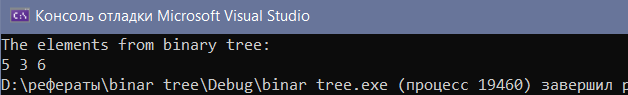 Консоль отладки Microsoft Visual Studio
The elements from binary tree:
5 3 6
D:\рефераты\binar tree\Debug\binar tree.exe (процесс 19460) завершил